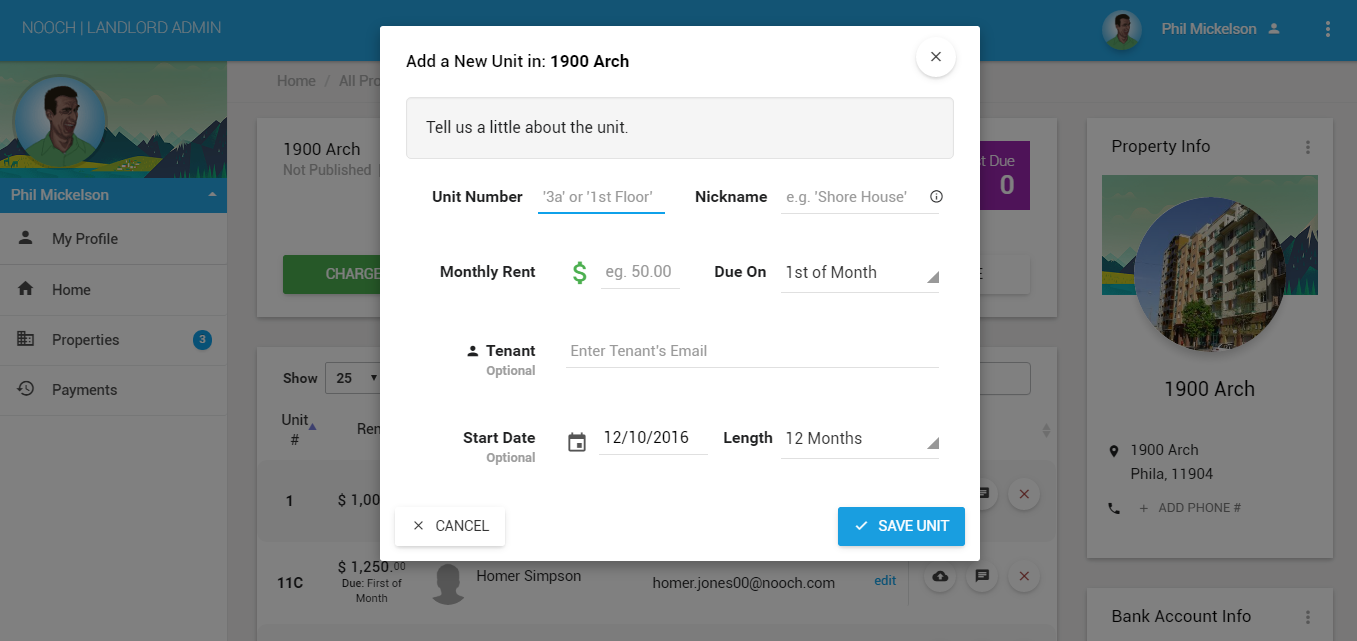 NOOCH | LANDLORD ADMIN
Phil Mickelson
Phil Mickelson
My Profile
Home
Properties 3
Payments
Home / All Pro
1900 Arch
Not Published
CHARGE
t Due
0
E
Show 25
Unit
#
Ren
1 $ 1,00
11C $ 1,250.00
Due: First of
Month
Homer Simpson homer.jones00@nooch.com edit
Add a New Unit in: 1900 Arch
Tell us a little about the unit.
Unit Number '3a' or '1st Floor' Nickname e.g. 'Shore House'
Monthly Rent $ eg. 50.00 Due On 1st of Month
Tenant Enter Tenant's Email
Optional
Start Date 12/10/2016 Length 12 Months
Optional
CANCEL SAVE UNIT
Property Info
1900 Arch
1900 Arch
Phila, 11904
+ ADD PHONE #
Bank Account Info